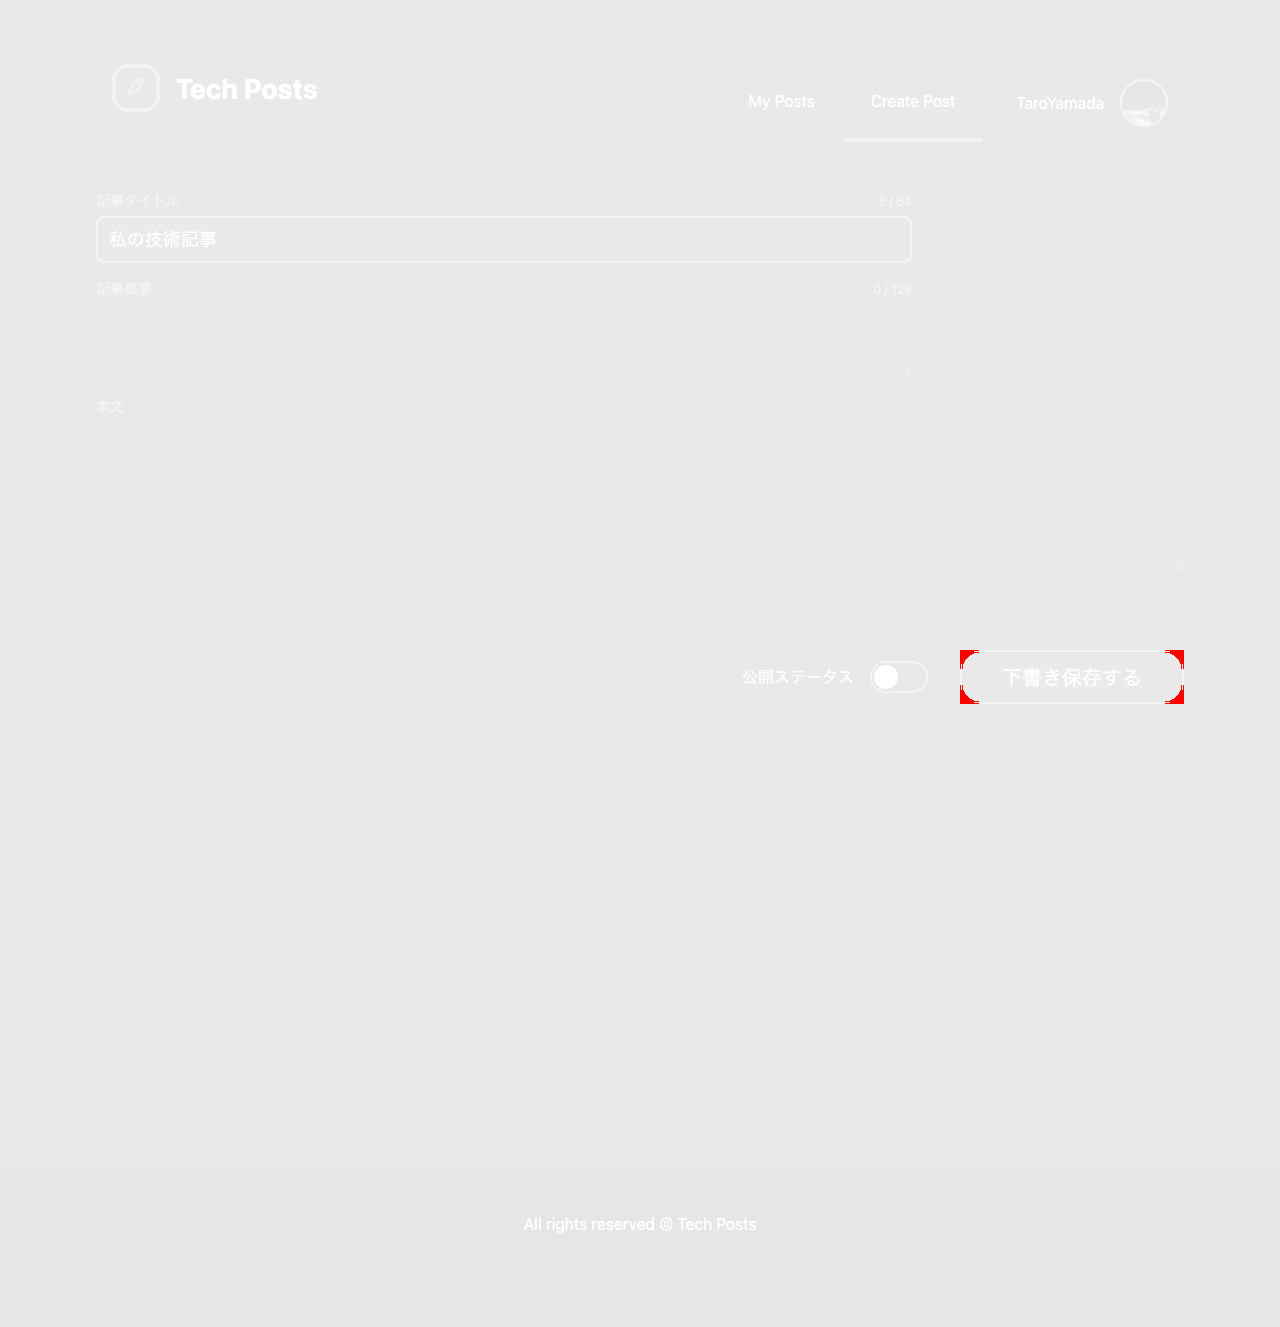 Tech Posts
My Posts
Create Post
TaroYamada
記事タイトル
6 / 64
私の技術記事
記事概要
0 / 128
本文
公開ステータス
下書き保存する
All rights reserved © Tech Posts